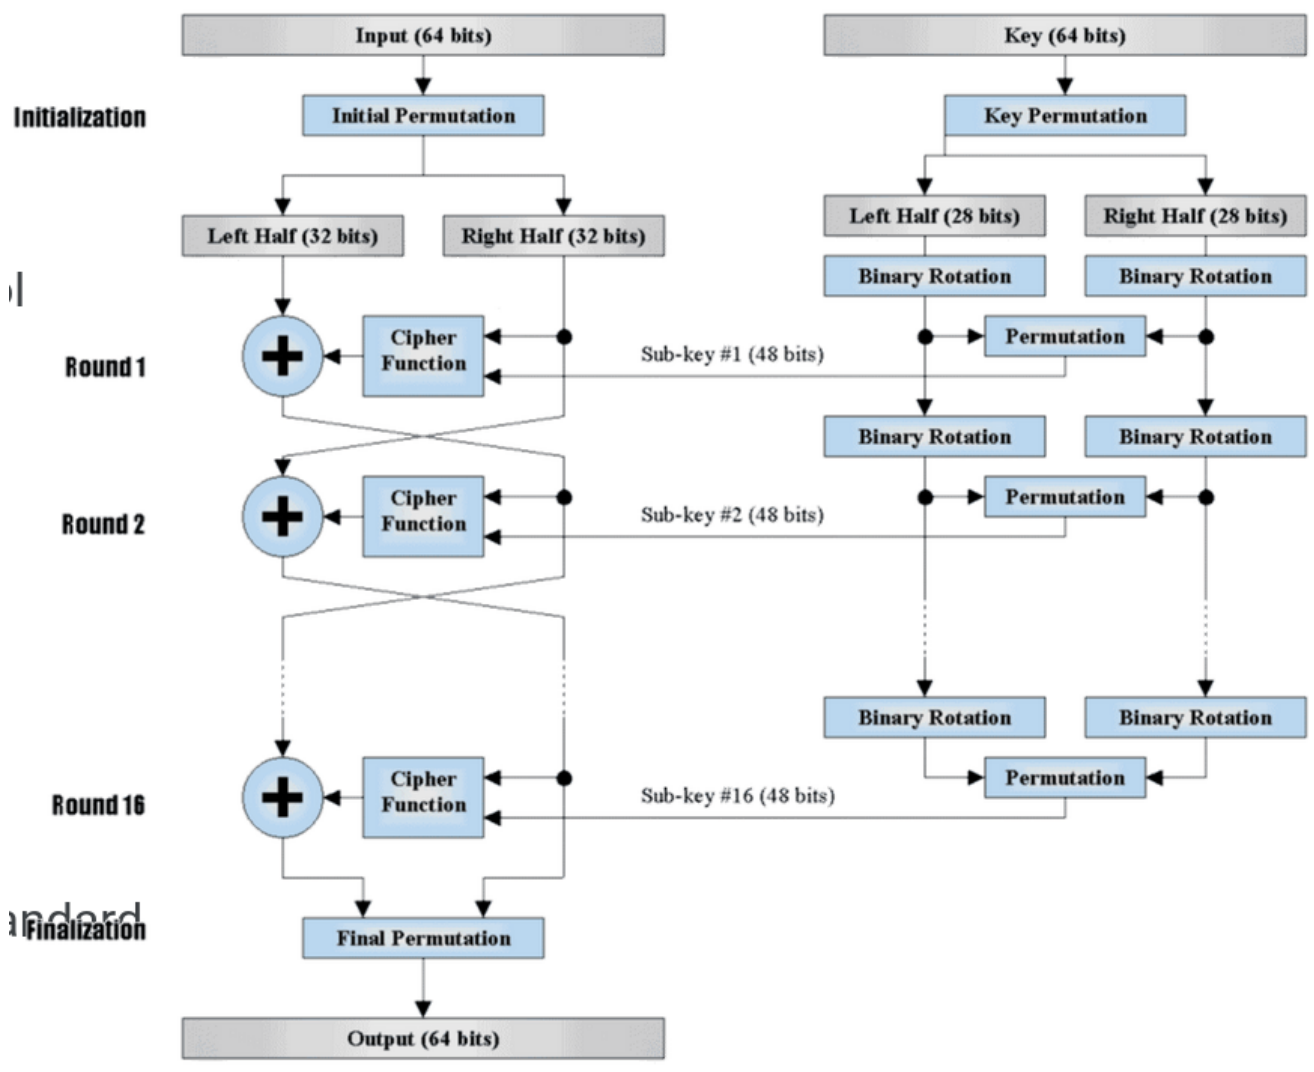 Input (64 bits)
Key (64 bits)
Initialization
Initial Permutation
Key Permutation
Left Half (32 bits)
Right Half (32 bits)
Left Half (28 bits)
Right Half (28 bits)
Binary Rotation
Binary Rotation
Round 1
Cipher
Function
Sub-key #1 (48 bits)
Permutation
Binary Rotation
Binary Rotation
Round 2
Cipher
Function
Sub-key #2 (48 bits)
Permutation
Binary Rotation
Binary Rotation
Round 16
Cipher
Function
Sub-key #16 (48 bits)
Permutation
Finalization
Final Permutation
Output (64 bits)